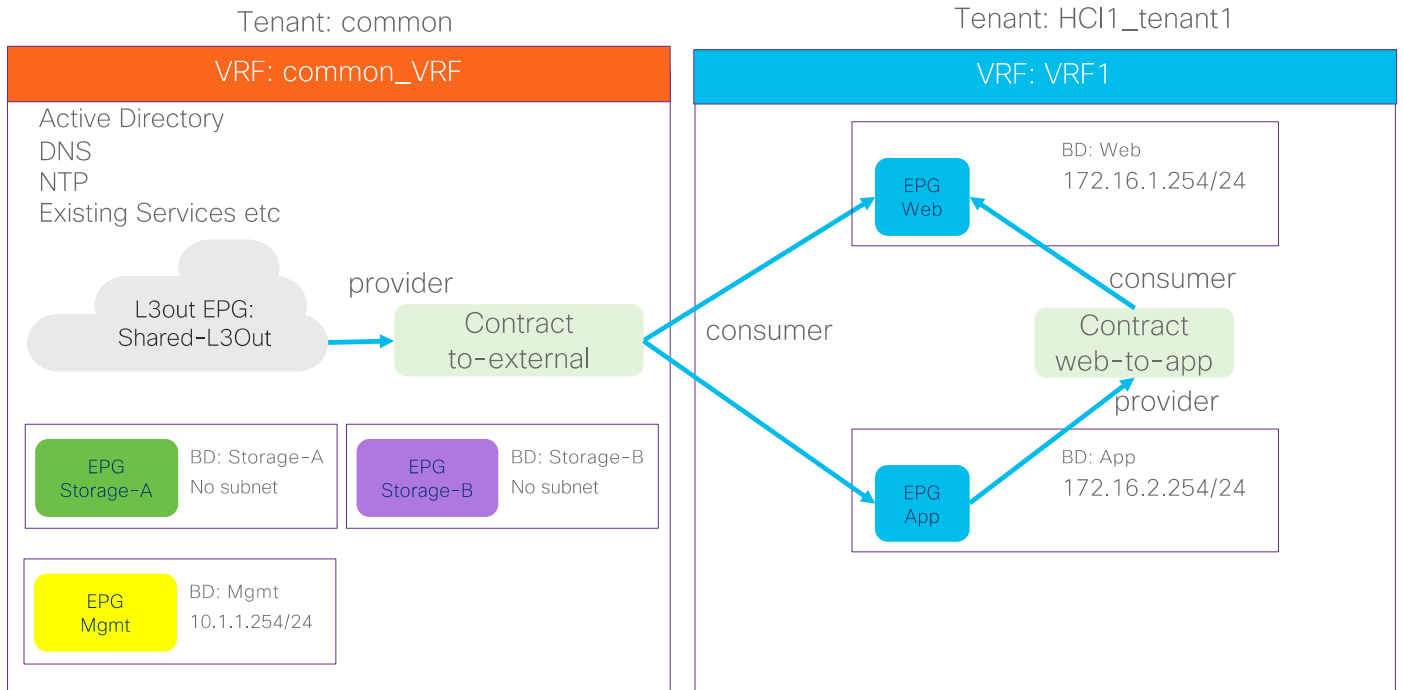 Tenant: common
VRF: common_VRF
Active Directory
DNS
NTP
Existing Services etc
L3out EPG:
Shared-L3Out
provider
Contract
to-external
consumer
EPG
Storage-A
BD: Storage-A
No subnet
EPG
Storage-B
BD: Storage-B
No subnet
EPG
Mgmt
BD: Mgmt
10.1.1.254/24
Tenant: HCI1_tenant1
VRF: VRF1
EPG
Web
BD: Web
172.16.1.254/24
consumer
Contract
web-to-app
provider
EPG
App
BD: App
172.16.2.254/24